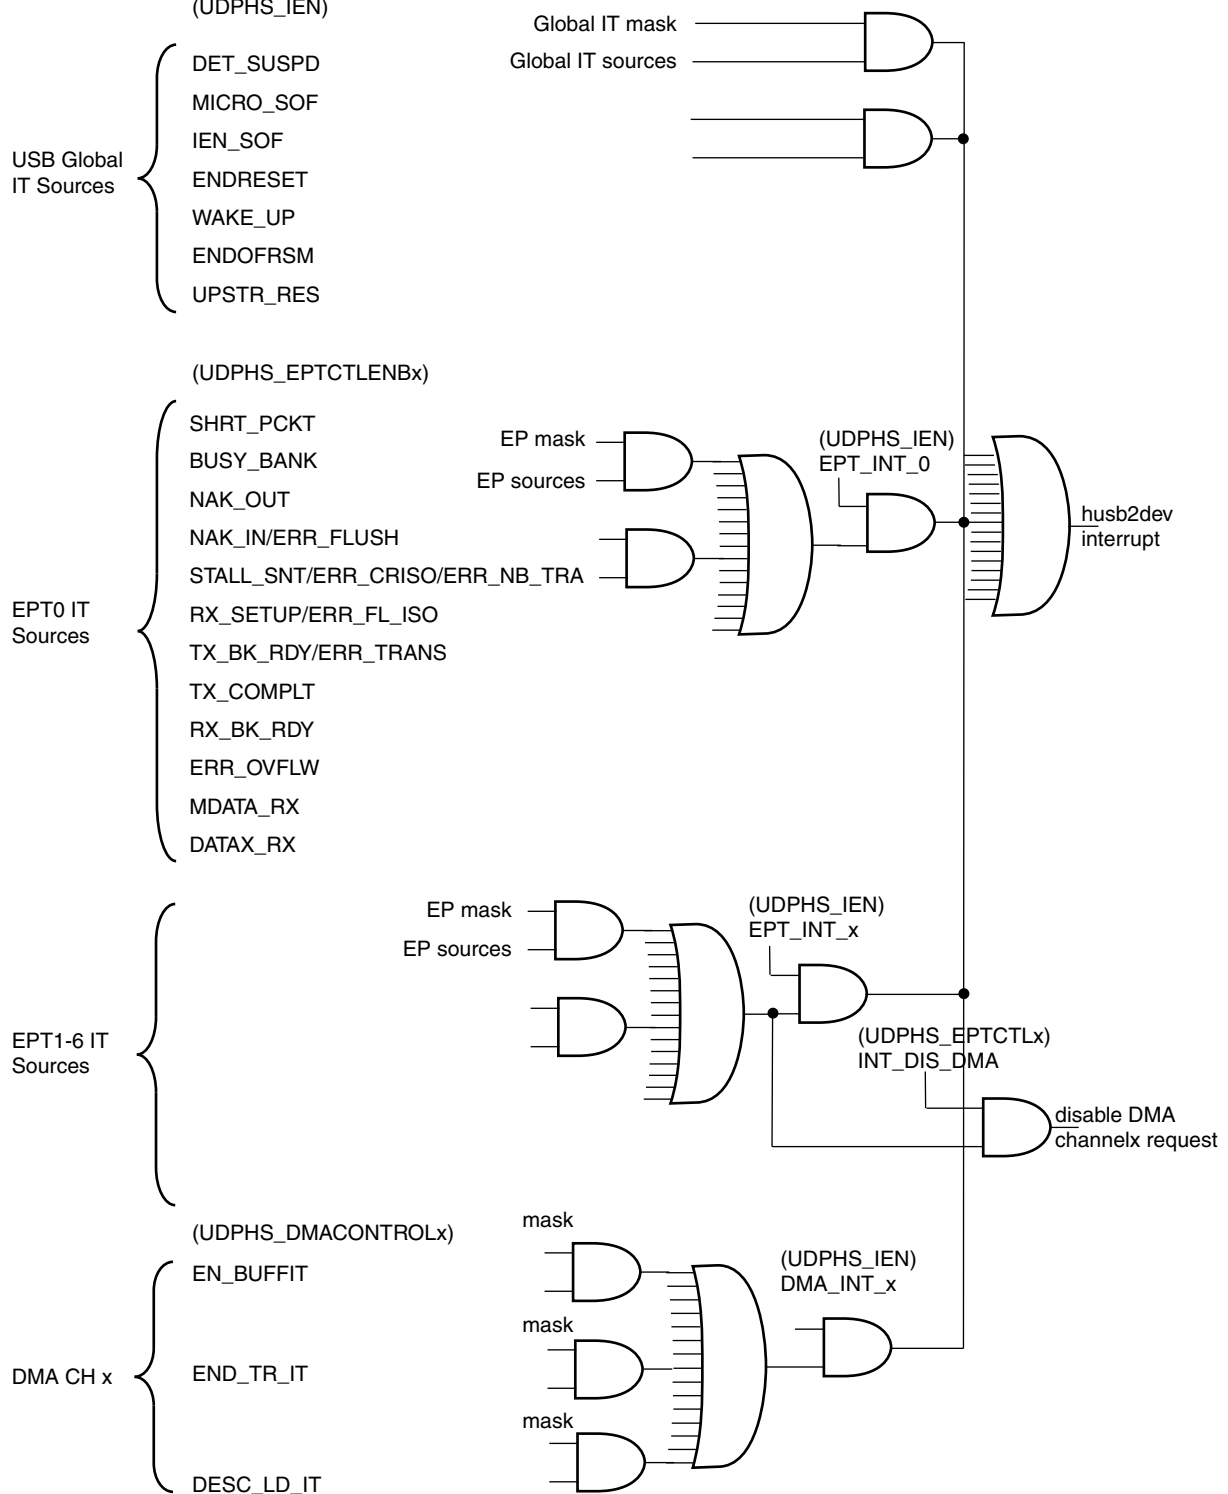 (UDPHS_IEN)
Global IT mask
Global IT sources
DET_SUSPD
MICRO_SOF
IEN_SOF
USB Global
IT Sources
ENDRESET
WAKE_UP
ENDOFRSM
UPSTR_RES
(UDPHS_EPTCTLENBx)
SHRT_PCKT
BUSY_BANK
NAK_OUT
NAK_IN/ERR_FLUSH
STALL_SNT/ERR_CRISO/ERR_NB_TRA
EPT0 IT
Sources
RX_SETUP/ERR_FL_ISO
TX_BK_RDY/ERR_TRANS
TX_COMPLT
RX_BK_RDY
ERR_OVFLW
MDATA_RX
DATAX_RX
EP mask
EP sources
(UDPHS_IEN)
EPT_INT_0
husb2dev
interrupt
EP mask
EP sources
(UDPHS_IEN)
EPT_INT_x
EPT1-6 IT
Sources
(UDPHS_EPTCTLx)
INT_DIS_DMA
disable DMA
channelx request
(UDPHS_DMACONTROLx)
mask
EN_BUFFIT
(UDPHS_IEN)
DMA_INT_x
mask
DMA CH x
END_TR_IT
mask
DESC_LD_IT